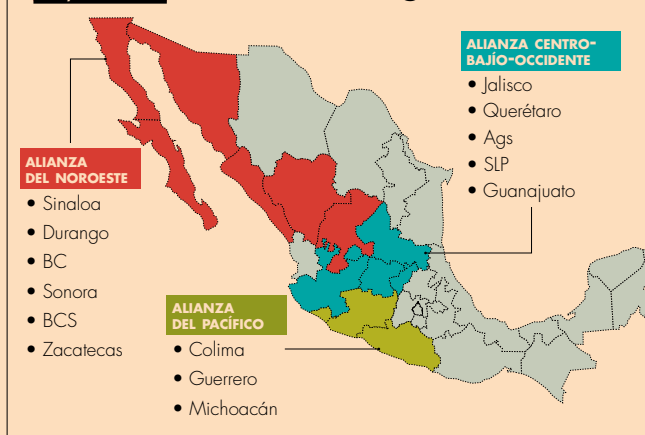 ALIANZA CENTRO-
BAJÍO-OCCIDENTE
• Jalisco
• Querétaro
• Ags
• SLP
• Guanajuato
ALIANZA
DEL NOROESTE
• Sinaloa
• Durango
• BC
• Sonora
• BCS
• Zacatecas
ALIANZA
DEL PACÍFICO
• Colima
• Guerrero
• Michoacán